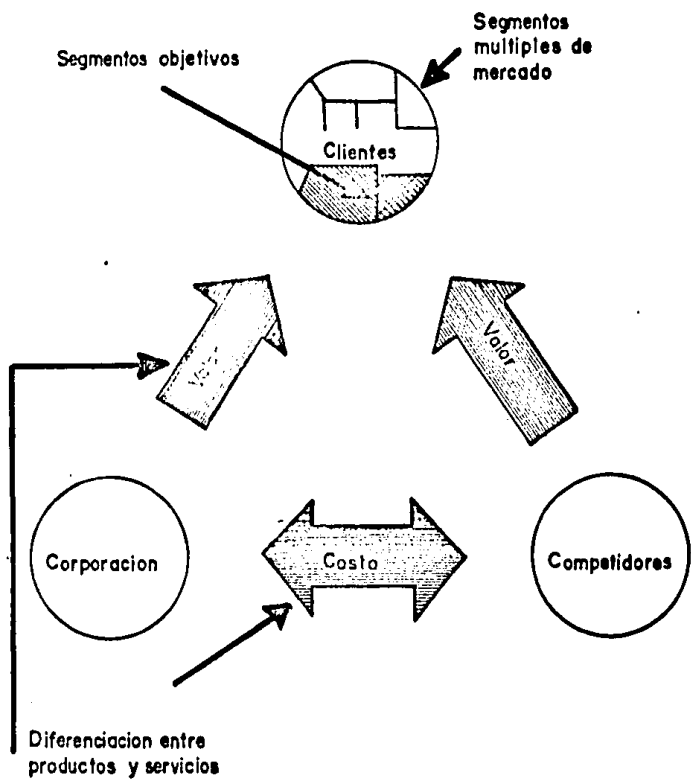 Segmentos
multiples de
mercado
Segmentos objetivos
Clientes
Valor
Corporacion
Costo
Competidores
Diferenciacion entre
productos y servicios